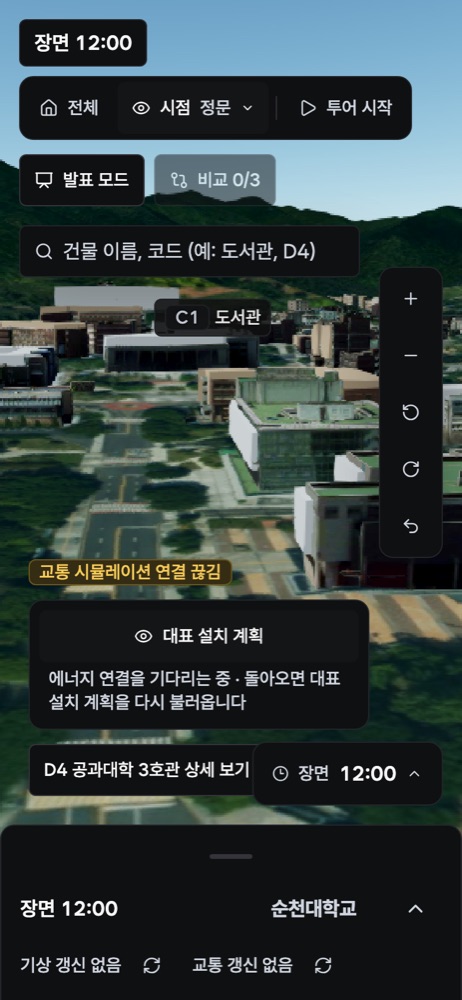 장면 12:00
전체
시점 정문
투어 시작
발표 모드
비교 0/3
건물 이름, 코드 (예: 도서관, D4)
C1 도서관
교통 시뮬레이션 연결 끊김
대표 설치 계획
에너지 연결을 기다리는 중 · 돌아오면 대표
설치 계획을 다시 불러옵니다
D4 공과대학 3호관 상세 보기
장면 12:00
장면 12:00
순천대학교
기상 갱신 없음
교통 갱신 없음